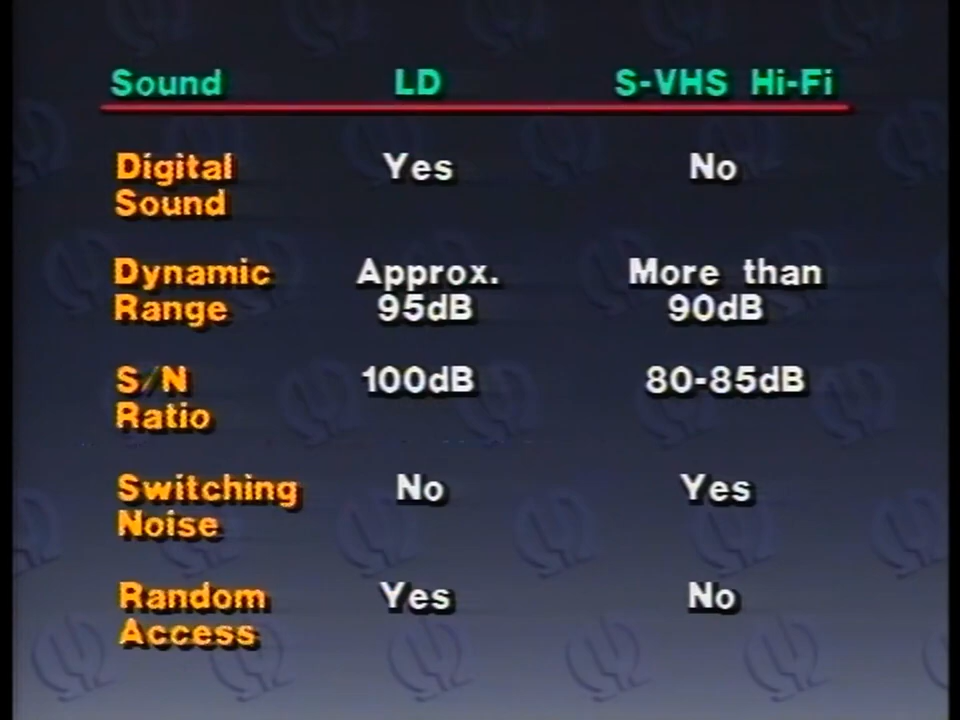 Sound LD S-VHS Hi-Fi
Digital Sound Yes No
Dynamic Range Approx. 95dB More than 90dB
S/N Ratio 100dB 80-85dB
Switching Noise No Yes
Random Access Yes No